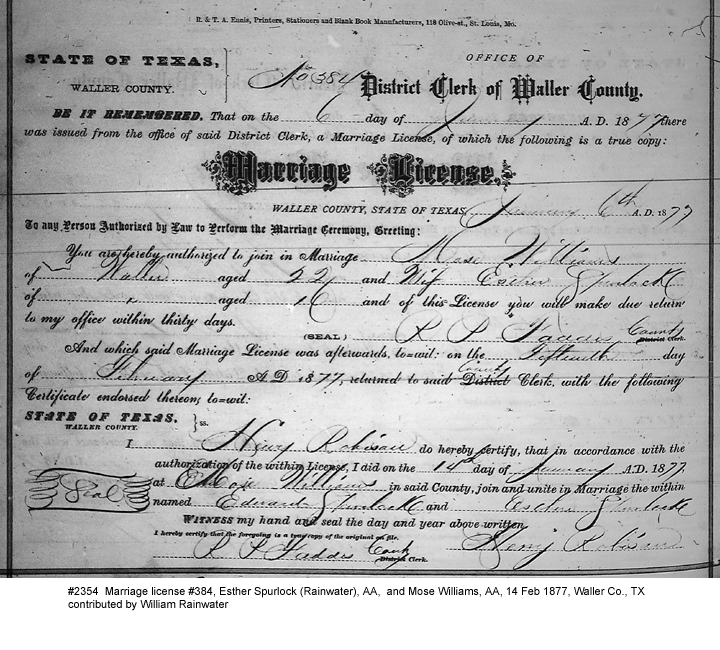 R. & T. A. Ennis, Printers, Stationers and Blank Book Manufacturers, 118 Olive-st., St. Louis, Mo.
STATE OF TEXAS,
WALLER COUNTY.
No 384
OFFICE OF
District Clerk of Waller County.
BE IT REMEMBERED. That on the 6 day of January A. D. 1877 there
was issued from the office of said District Clerk, a Marriage License, of which the following is a true copy:
Marriage License.
WALLER COUNTY, STATE OF TEXAS, January 6th A.D. 1877
To any Person Authorized by Law to Perform the Marriage Ceremony, Greeting:
You are hereby authorized to join in Marriage Mose Williams
of Waller aged 22 and Esther Spurlock
of " aged 16 and of this License you will make due return
to my office within thirty days.
(SEAL) R P Faddis County District Clerk.
And which said Marriage License was afterwards, to=wil: on the Fifteenth day
of February A D 1877, returned to said County District Clerk, with the following
Certificate endorsed thereon; to=wil:
STATE OF TEXAS,
WALLER COUNTY.
ss.
I Henry Robison do hereby certify, that in accordance with the
authorization of the within License, I did on the 14th day of January A.D. 1877
at Williams in said County, join and unite in Marriage the within
Seal
named Edward Spurlock and Esther Spurlock
WITNESS my hand and seal the day and year above written
I hereby certify that the foregoing is a true copy of the original on file.
Henry Robison
R P Faddis County District Clerk.
#2354 Marriage license #384, Esther Spurlock (Rainwater), AA, and Mose Williams, AA, 14 Feb 1877, Waller Co., TX
contributed by William Rainwater